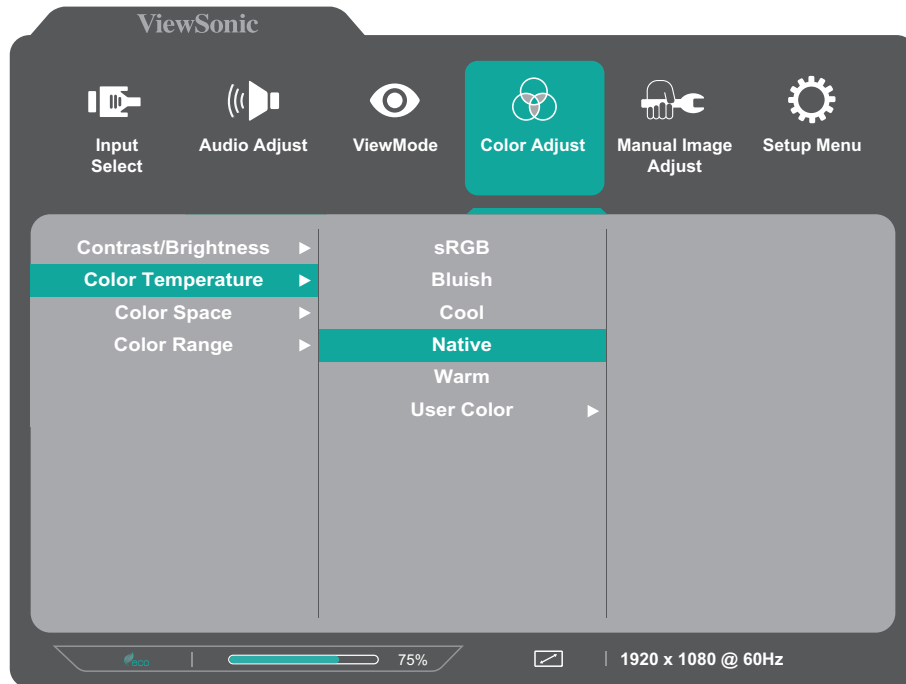 ViewSonic
Input
Select
Audio Adjust
ViewMode
Color Adjust
Manual Image
Adjust
Setup Menu
Contrast/Brightness
Color Temperature
Color Space
Color Range
sRGB
Bluish
Cool
Native
Warm
User Color
eco
75%
1920 x 1080 @ 60Hz